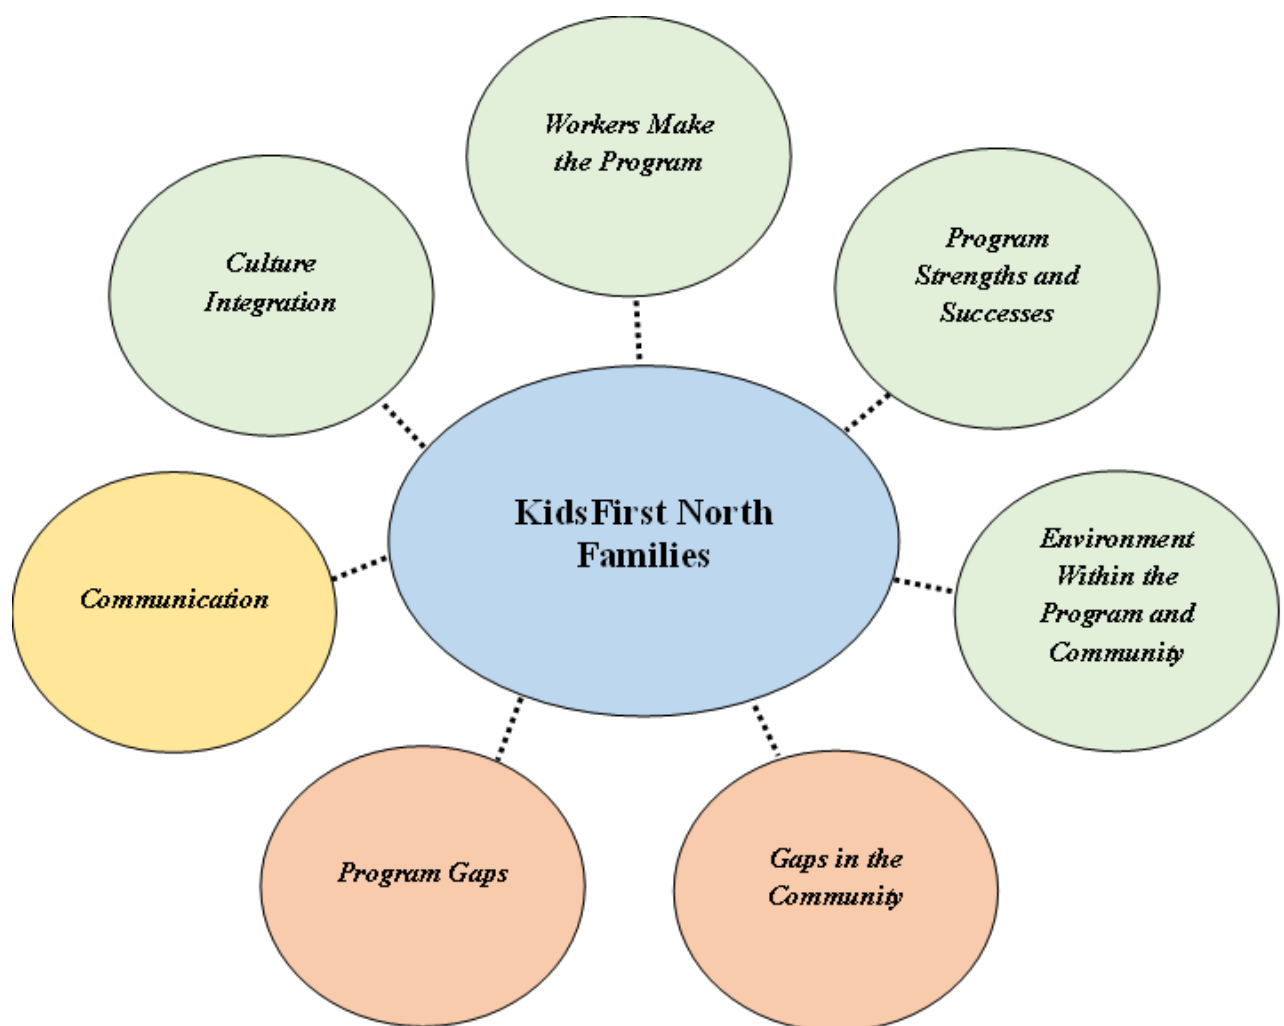 Workers Make
the Program
Program
Strengths and
Successes
Culture
Integration
KidsFirst North
Families
Environment
Within the
Program and
Community
Communication
Program Gaps
Gaps in the
Community